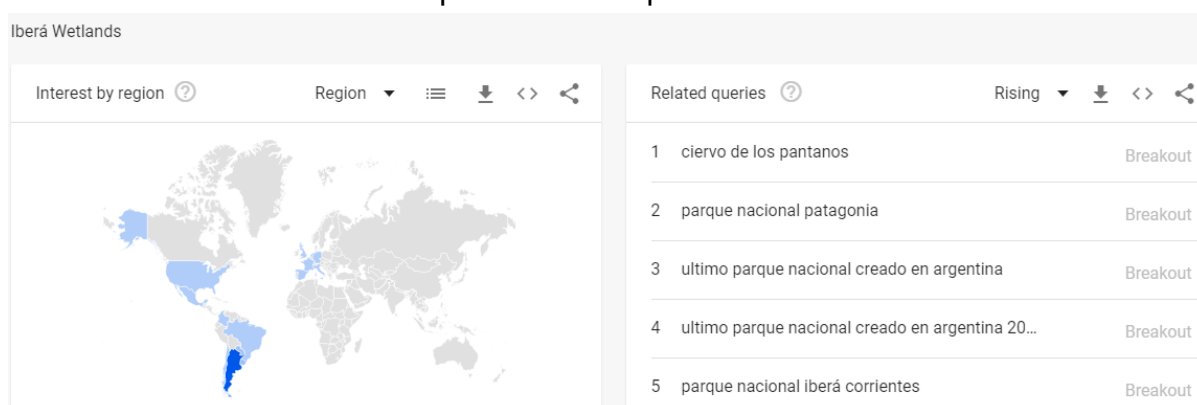 Iberá Wetlands
Interest by region
Region
Related queries
Rising
1 ciervo de los pantanos Breakout
2 parque nacional patagonia Breakout
3 ultimo parque nacional creado en argentina Breakout
4 ultimo parque nacional creado en argentina 20... Breakout
5 parque nacional iberá corrientes Breakout